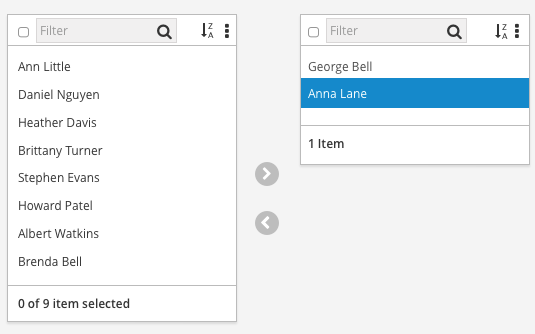 Filter
Z
A
Ann Little
Daniel Nguyen
Heather Davis
Brittany Turner
Stephen Evans
Howard Patel
Albert Watkins
Brenda Bell
0 of 9 item selected
Filter
Z
A
George Bell
Anna Lane
1 Item